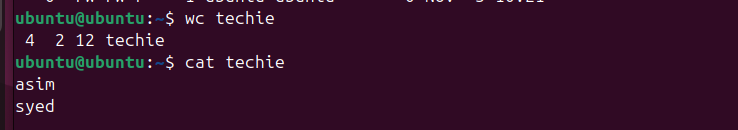 ubuntu@ubuntu:~$ wc techie
 4  2 12 techie
ubuntu@ubuntu:~$ cat techie
asim
syed